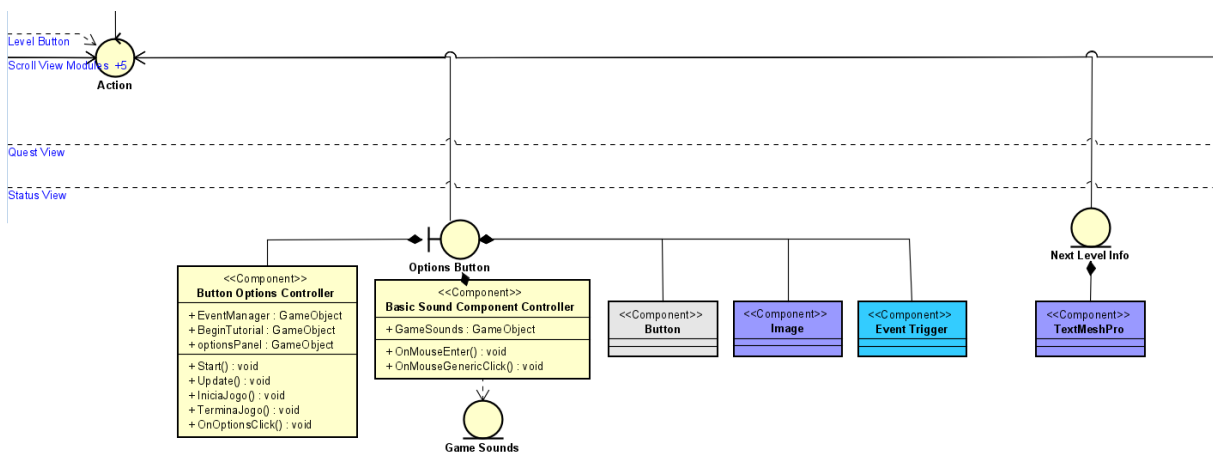 Level Button
Scroll View Modules +5
Action
Quest View
Status View
Options Button
Next Level Info
<<Component>>
Button Options Controller
+ EventManager : GameObject
+ BeginTutorial : GameObject
+ optionsPanel : GameObject
+ Start() : void
+ Update() : void
+ IniciaJogo() : void
+ TerminaJogo() : void
+ OnOptionsClick() : void
<<Component>>
Basic Sound Component Controller
+ GameSounds : GameObject
+ OnMouseEnter() : void
+ OnMouseGenericClick() : void
<<Component>>
Button
<<Component>>
Image
<<Component>>
Event Trigger
<<Component>>
TextMeshPro
Game Sounds